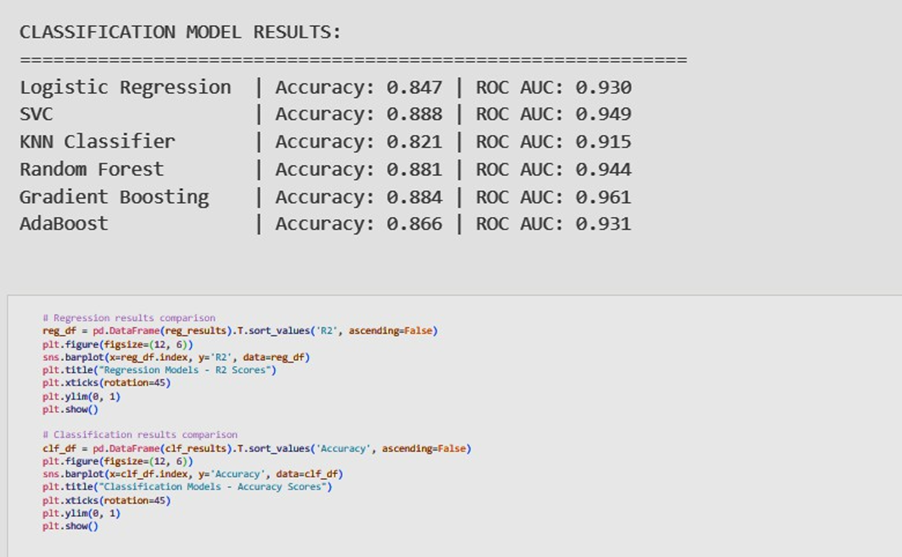 CLASSIFICATION MODEL RESULTS:
============================================================
Logistic Regression  | Accuracy: 0.847 | ROC AUC: 0.930
SVC                  | Accuracy: 0.888 | ROC AUC: 0.949
KNN Classifier       | Accuracy: 0.821 | ROC AUC: 0.915
Random Forest        | Accuracy: 0.881 | ROC AUC: 0.944
Gradient Boosting    | Accuracy: 0.884 | ROC AUC: 0.961
AdaBoost             | Accuracy: 0.866 | ROC AUC: 0.931
# Regression results comparison
reg_df = pd.DataFrame(reg_results).T.sort_values('R2', ascending=False)
plt.figure(figsize=(12, 6))
sns.barplot(x=reg_df.index, y='R2', data=reg_df)
plt.title("Regression Models - R2 Scores")
plt.xticks(rotation=45)
plt.ylim(0, 1)
plt.show()
# Classification results comparison
clf_df = pd.DataFrame(clf_results).T.sort_values('Accuracy', ascending=False)
plt.figure(figsize=(12, 6))
sns.barplot(x=clf_df.index, y='Accuracy', data=clf_df)
plt.title("Classification Models - Accuracy Scores")
plt.xticks(rotation=45)
plt.ylim(0, 1)
plt.show()